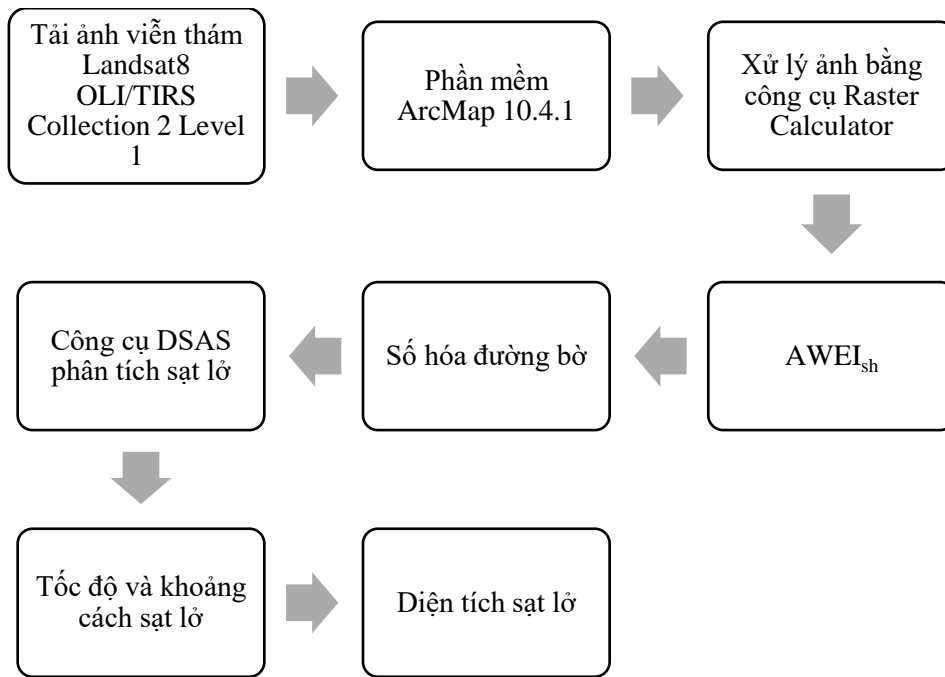 Tải ảnh viễn thám
Landsat8
OLI/TIRS
Collection 2 Level
1
Phần mềm
ArcMap 10.4.1
Xử lý ảnh bằng
công cụ Raster
Calculator
AWEIsh
Số hóa đường bờ
Công cụ DSAS
phân tích sạt lở
Tốc độ và khoảng
cách sạt lở
Diện tích sạt lở